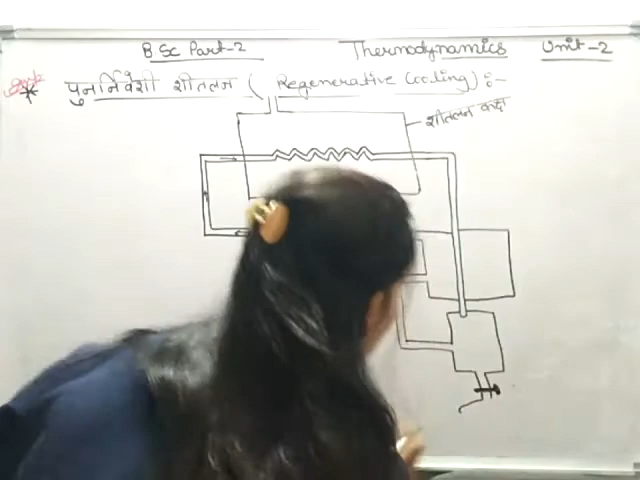 B Sc Part-2 Thermodynamics Unit-2
* पुनर्निवेशी शीतलन ( Regenerative Cooling) :-
शीतलन कक्ष